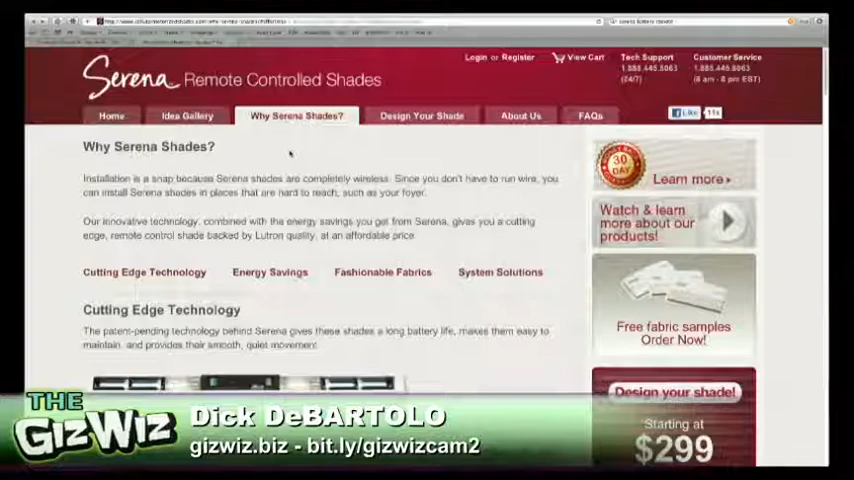 Login or Register
View Cart
Tech Support
1.888.445.8063
(24/7)
Customer Service
1.888.445.8063
(8 am - 8 pm EST)
Serena Remote Controlled Shades
Home
Idea Gallery
Why Serena Shades?
Design Your Shade
About Us
FAQs
Like
Why Serena Shades?
Installation is a snap because Serena shades are completely wireless. Since you don't have to run wire, you
can install Serena shades in places that are hard to reach, such as your foyer.
Our innovative technology, combined with the energy savings you get from Serena, gives you a cutting
edge, remote control shade backed by Lutron quality, at an affordable price.
Cutting Edge Technology
Energy Savings
Fashionable Fabrics
System Solutions
Cutting Edge Technology
The patent-pending technology behind Serena gives these shades a long battery life, makes them easy to
maintain, and provides their smooth, quiet movement.
30
DAY
Learn more
Watch & learn
more about our
products!
Free fabric samples
Order Now!
Design your shade!
Starting at
$299
THE
GizWiz
Dick DeBARTOLO
gizwiz.biz - bit.ly/gizwizcam2